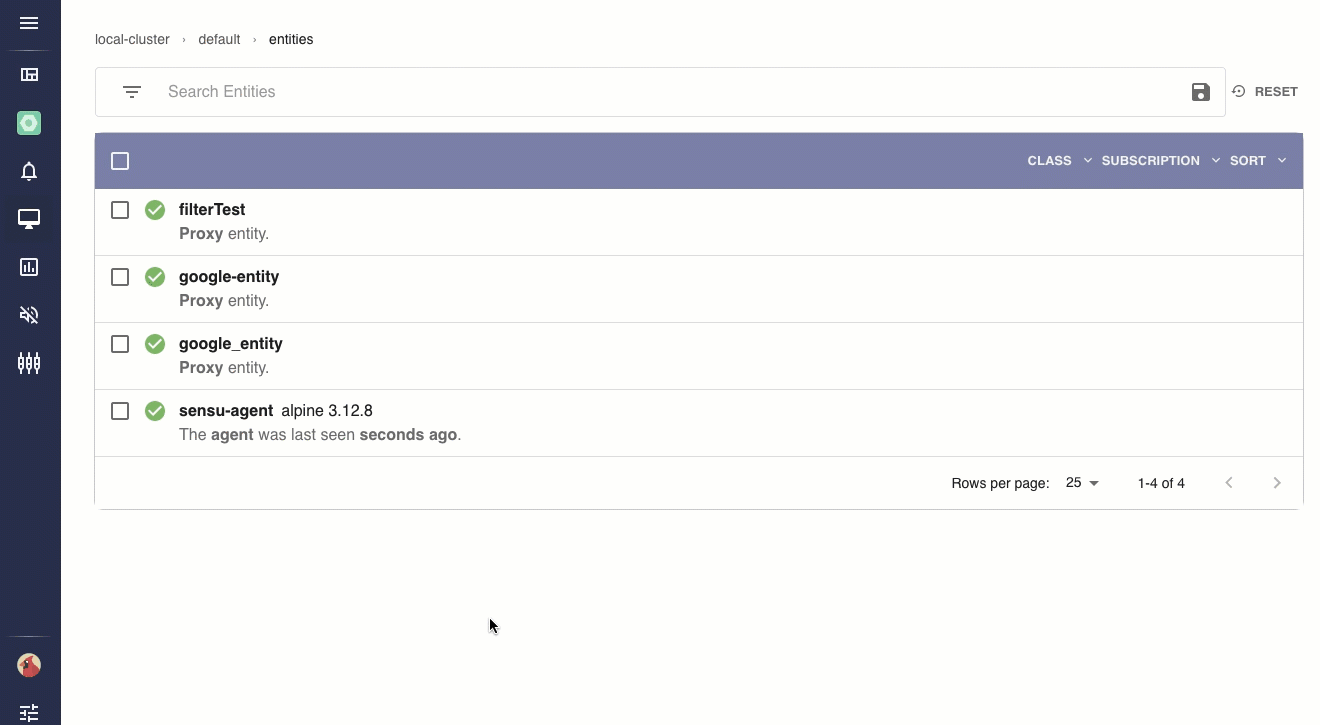 local-cluster › default › entities
Search Entities
RESET
CLASS SUBSCRIPTION SORT
filterTest
Proxy entity.
google-entity
Proxy entity.
google_entity
Proxy entity.
sensu-agent alpine 3.12.8
The agent was last seen seconds ago.
Rows per page: 25 1-4 of 4